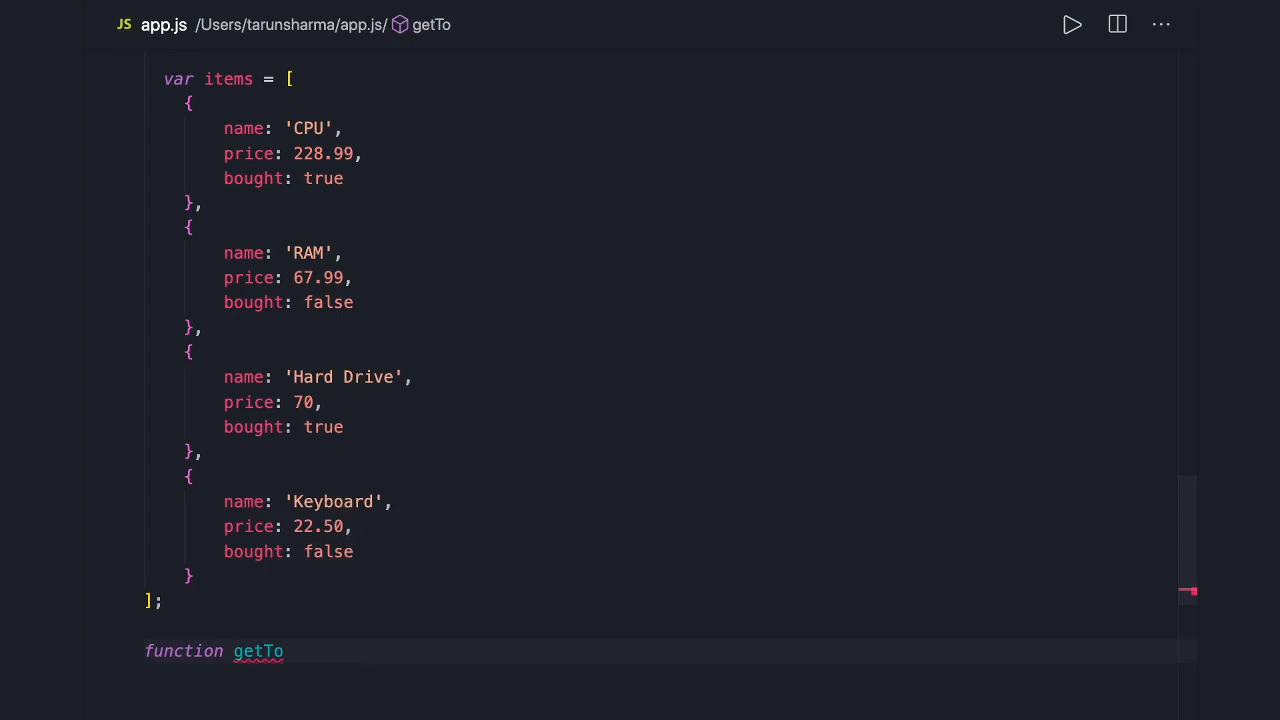 JS app.js /Users/tarunsharma/app.js/ getTo
var items = [
{
name: 'CPU',
price: 228.99,
bought: true
},
{
name: 'RAM',
price: 67.99,
bought: false
},
{
name: 'Hard Drive',
price: 70,
bought: true
},
{
name: 'Keyboard',
price: 22.50,
bought: false
}
];
function getTo